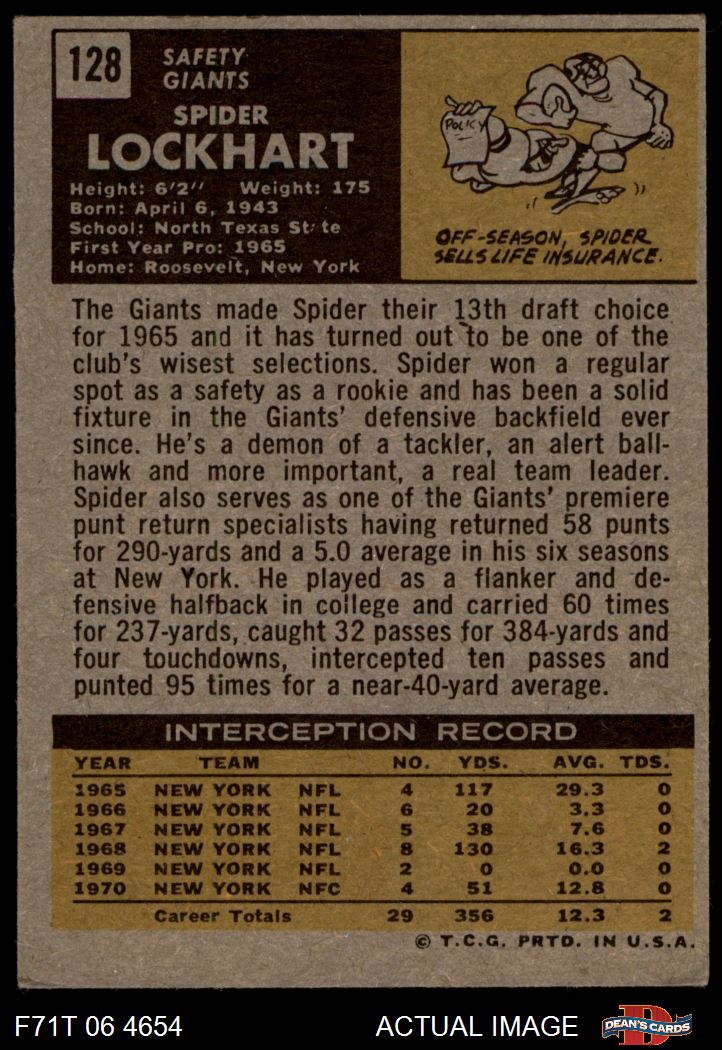 128
SAFETY
GIANTS
SPIDER
LOCKHART
Height: 6'2" Weight: 175
Born: April 6, 1943
School: North Texas State
First Year Pro: 1965
Home: Roosevelt, New York
POLICY
OFF-SEASON, SPIDER
SELLS LIFE INSURANCE.
The Giants made Spider their 13th draft choice
for 1965 and it has turned out to be one of the
club's wisest selections. Spider won a regular
spot as a safety as a rookie and has been a solid
fixture in the Giants' defensive backfield ever
since. He's a demon of a tackler, an alert ball-
hawk and more important, a real team leader.
Spider also serves as one of the Giants' premiere
punt return specialists having returned 58 punts
for 290-yards and a 5.0 average in his six seasons
at New York. He played as a flanker and de-
fensive halfback in college and carried 60 times
for 237-yards, caught 32 passes for 384-yards and
four touchdowns, intercepted ten passes and
punted 95 times for a near-40-yard average.
INTERCEPTION RECORD
YEAR TEAM NO. YDS. AVG. TDS.
1965 NEW YORK NFL 4 117 29.3 0
1966 NEW YORK NFL 6 20 3.3 0
1967 NEW YORK NFL 5 38 7.6 0
1968 NEW YORK NFL 8 130 16.3 2
1969 NEW YORK NFL 2 0 0.0 0
1970 NEW YORK NFC 4 51 12.8 0
Career Totals 29 356 12.3 2
© T.C.G. PRTD. IN U.S.A.
F71T 06 4654 ACTUAL IMAGE
D
DEAN'S CARDS